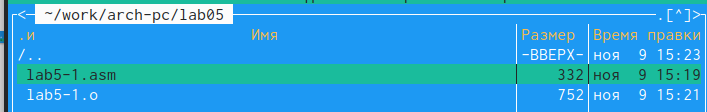 <- ~/work/arch-pc/lab05 .[^]>
.и Имя Размер Время правки
/.. -ВВЕРХ- ноя 9 15:23
lab5-1.asm 332 ноя 9 15:19
lab5-1.o 752 ноя 9 15:21